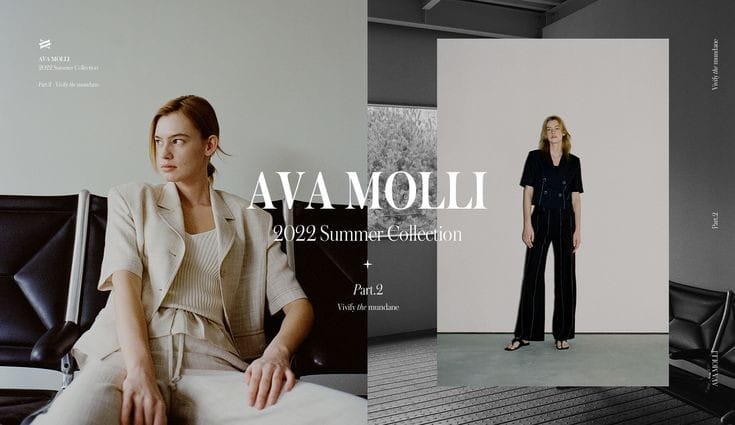 AVA MOLLI
2022 Summer Collection
Part.2 - Vivify the mundane
AVA MOLLI
2022 Summer Collection
Part.2
Vivify the mundane
Vivify the mundane
Part.2
AVA MOLLI